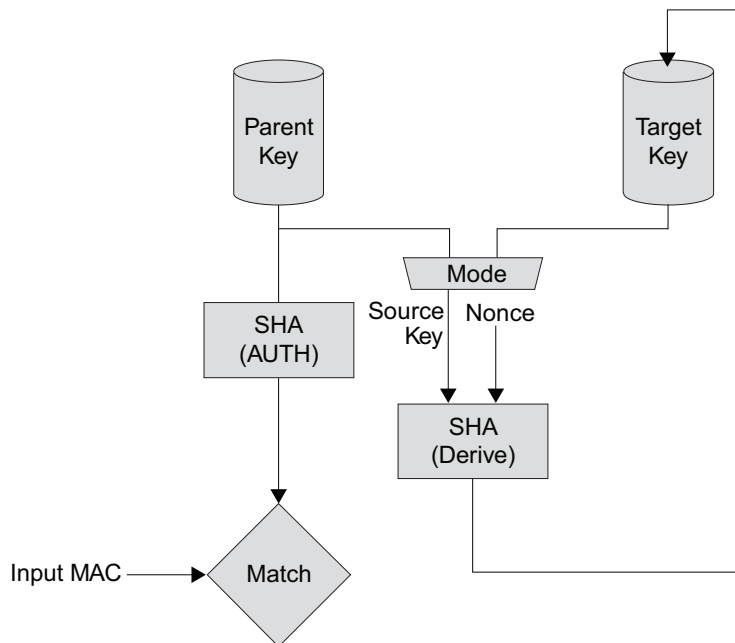 Parent
Key
Target
Key
Mode
Source
Key
Nonce
SHA
(AUTH)
SHA
(Derive)
Input MAC
Match